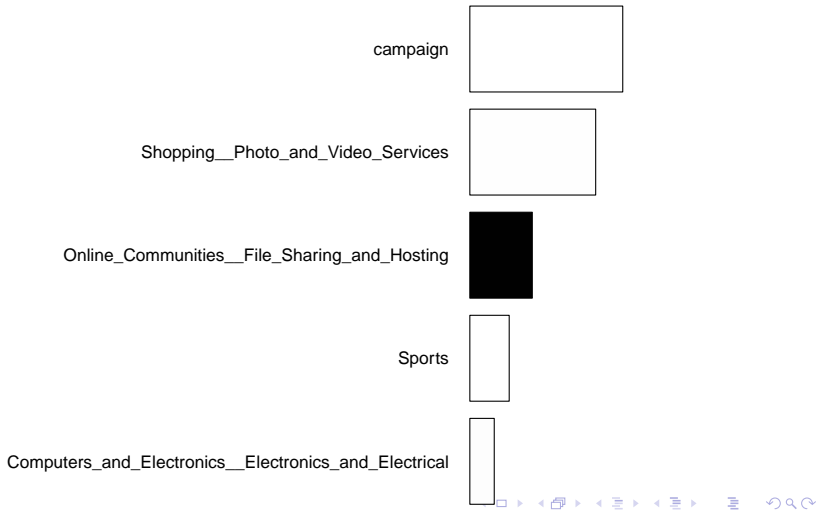 campaign
Shopping__Photo_and_Video_Services
Online_Communities__File_Sharing_and_Hosting
Sports
Computers_and_Electronics__Electronics_and_Electrical